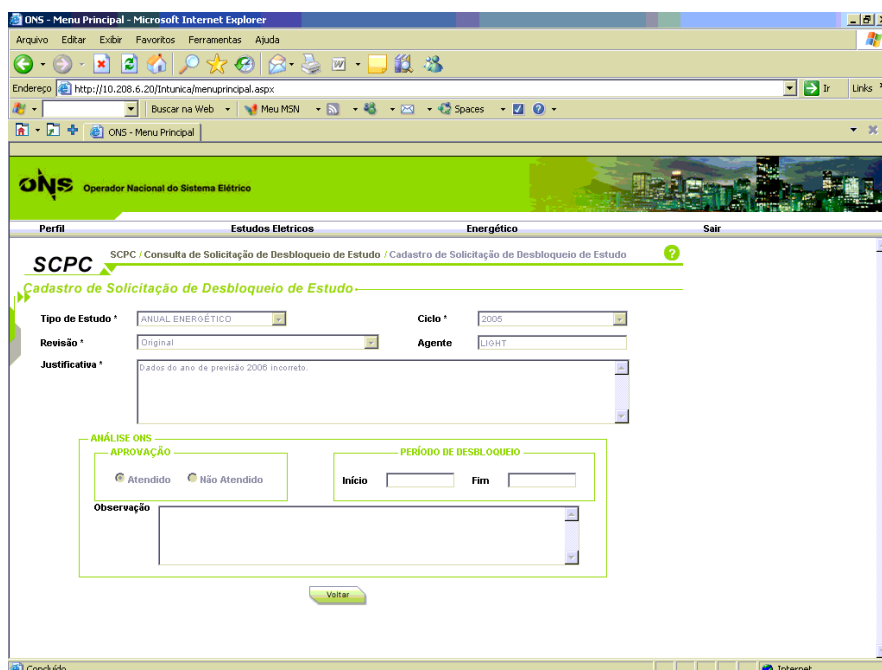 ONS - Menu Principal - Microsoft Internet Explorer
Arquivo Editar Exibir Favoritos Ferramentas Ajuda
Endereço http://10.208.6.20/Intunica/menuprincipal.aspx Ir Links
Buscar na Web Meu MSN Spaces
ONS - Menu Principal
ONS Operador Nacional do Sistema Elétrico
Perfil Estudos Eletricos Energético Sair
SCPC SCPC / Consulta de Solicitação de Desbloqueio de Estudo / Cadastro de Solicitação de Desbloqueio de Estudo ?
Cadastro de Solicitação de Desbloqueio de Estudo
Tipo de Estudo * ANUAL ENERGÉTICO Ciclo * 2005
Revisão * Original Agente LIGHT
Justificativa * Dados do ano de previsão 2006 incorreto.
ANÁLISE ONS
APROVAÇÃO PERÍODO DE DESBLOQUEIO
Atendido Não Atendido Início Fim
Observação
Voltar
Concluído Internet